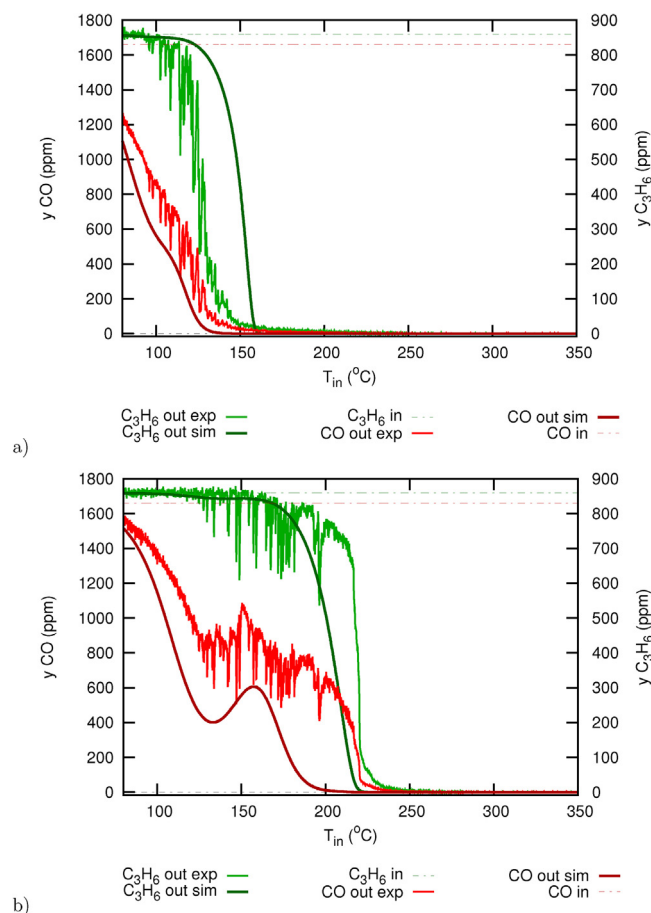 1800
1600
1400
1200
1000
800
600
400
200
0
y CO (ppm)
900
800
700
600
500
400
300
200
100
0
y C₃H₆ (ppm)
100 150 200 250 300 350
T_in (°C)
C₃H₆ out exp C₃H₆ in CO out sim
C₃H₆ out sim CO out exp CO in
a)
1800
1600
1400
1200
1000
800
600
400
200
0
y CO (ppm)
900
800
700
600
500
400
300
200
100
0
y C₃H₆ (ppm)
100 150 200 250 300 350
T_in (°C)
C₃H₆ out exp C₃H₆ in CO out sim
C₃H₆ out sim CO out exp CO in
b)